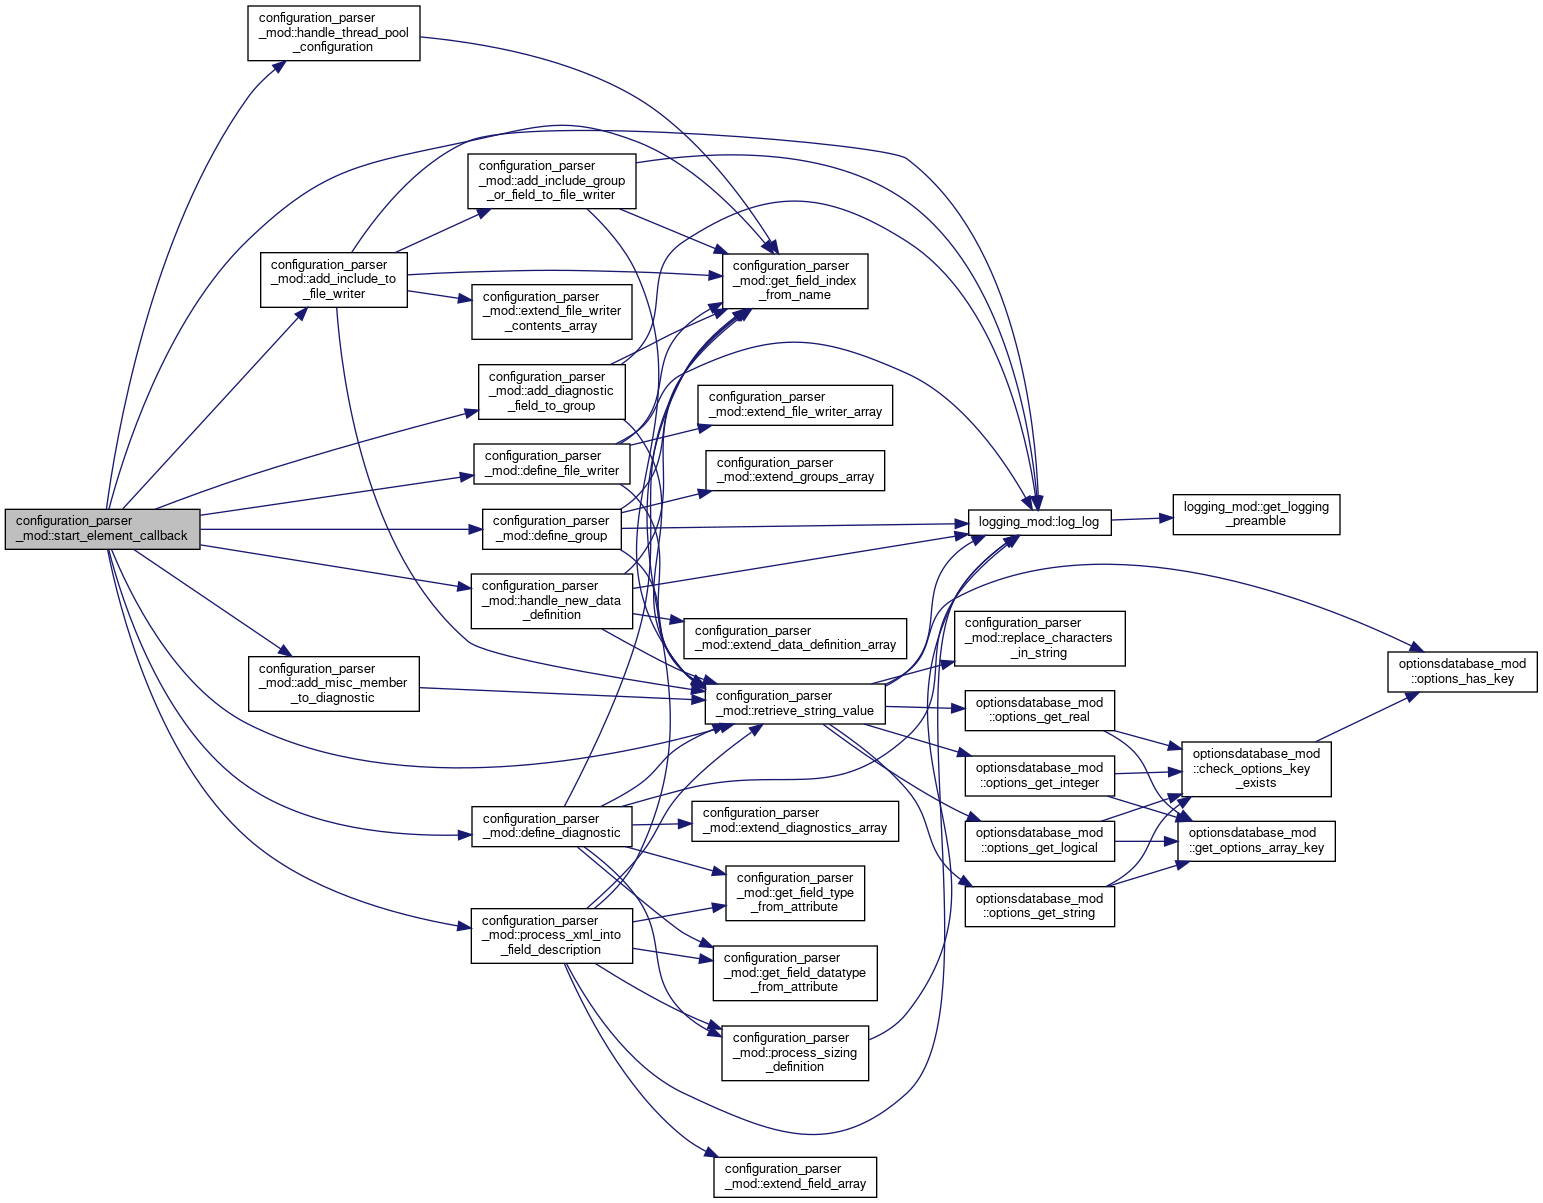 configuration_parser
_mod::handle_thread_pool
_configuration
configuration_parser
_mod::add_include_group
_or_field_to_file_writer
configuration_parser
_mod::add_include_to
_file_writer
configuration_parser
_mod::get_field_index
_from_name
configuration_parser
_mod::extend_file_writer
_contents_array
configuration_parser
_mod::add_diagnostic
_field_to_group
configuration_parser
_mod::extend_file_writer_array
configuration_parser
_mod::define_file_writer
configuration_parser
_mod::extend_groups_array
configuration_parser
_mod::start_element_callback
configuration_parser
_mod::define_group
logging_mod::log_log
logging_mod::get_logging
_preamble
configuration_parser
_mod::handle_new_data
_definition
configuration_parser
_mod::extend_data_definition_array
configuration_parser
_mod::replace_characters
_in_string
optionsdatabase_mod
::options_has_key
configuration_parser
_mod::add_misc_member
_to_diagnostic
configuration_parser
_mod::retrieve_string_value
optionsdatabase_mod
::options_get_real
optionsdatabase_mod
::options_get_integer
optionsdatabase_mod
::check_options_key
_exists
optionsdatabase_mod
::options_get_logical
optionsdatabase_mod
::get_options_array_key
configuration_parser
_mod::define_diagnostic
configuration_parser
_mod::extend_diagnostics_array
optionsdatabase_mod
::options_get_string
configuration_parser
_mod::get_field_type
_from_attribute
configuration_parser
_mod::process_xml_into
_field_description
configuration_parser
_mod::get_field_datatype
_from_attribute
configuration_parser
_mod::process_sizing
_definition
configuration_parser
_mod::extend_field_array